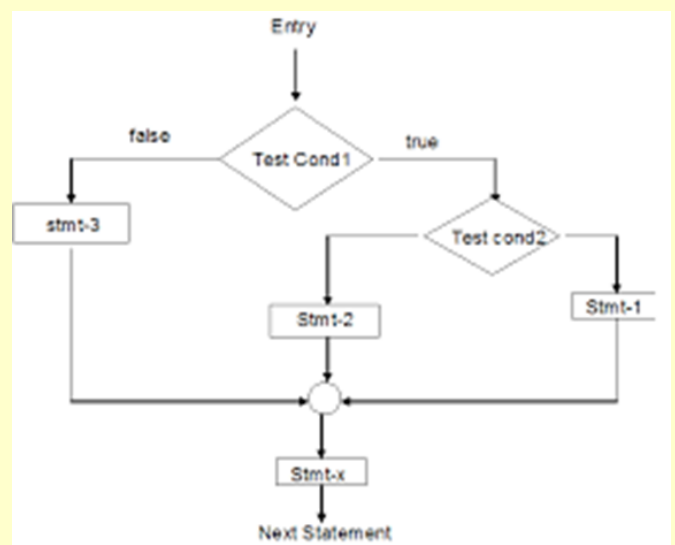 Entry
false
true
Test Cond1
stmt-3
Test cond2
Stmt-2
Stmt-1
Stmt-x
Next Statement